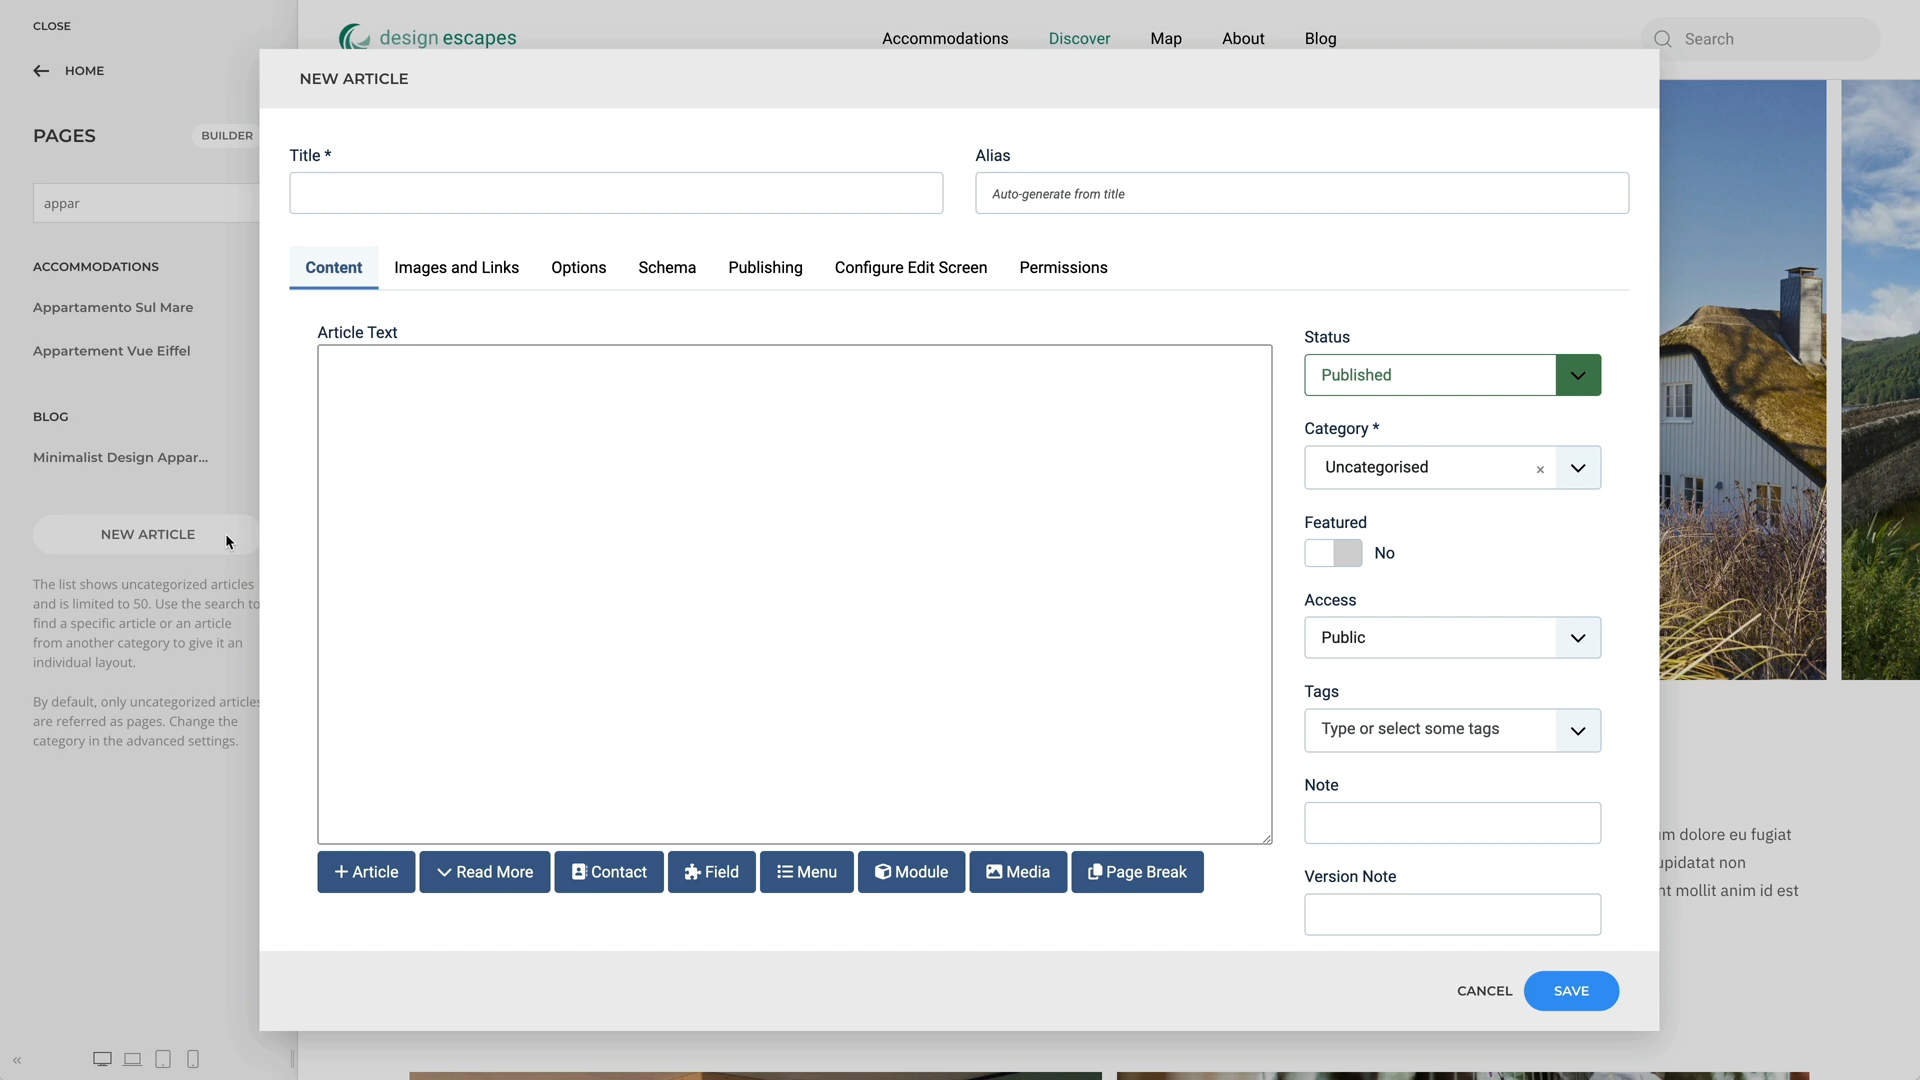 CLOSE
HOME
PAGES
BUILDER
appar
ACCOMMODATIONS
Appartamento Sul Mare
Appartement Vue Eiffel
BLOG
Minimalist Design Appar...
NEW ARTICLE
The list shows uncategorized articles
and is limited to 50. Use the search to
find a specific article or an article
from another category to give it an
individual layout.
By default, only uncategorized articles
are referred as pages. Change the
category in the advanced settings.
design escapes
Accommodations
Discover
Map
About
Blog
Search
NEW ARTICLE
Title *
Alias
Auto-generate from title
Content
Images and Links
Options
Schema
Publishing
Configure Edit Screen
Permissions
Article Text
Article
Read More
Contact
Field
Menu
Module
Media
Page Break
Status
Published
Category *
Uncategorised
Featured
No
Access
Public
Tags
Type or select some tags
Note
Version Note
CANCEL
SAVE
dolore eu fugiat
non
mollit anim id est